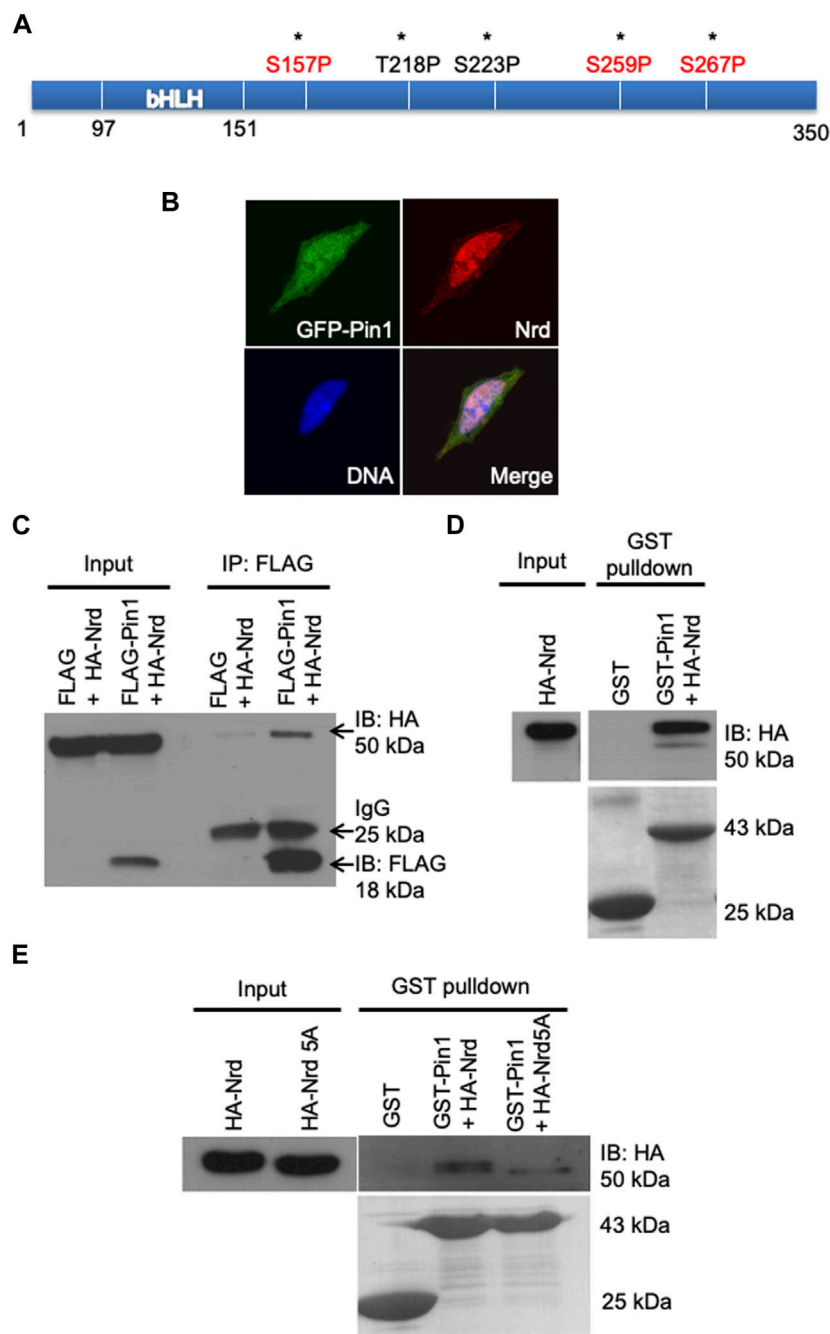 A
* * * * *
S157P T218P S223P S259P S267P
bHLH
1 97 151 350
B
GFP-Pin1
Nrd
DNA
Merge
C
Input
IP: FLAG
FLAG
+ HA-Nrd
FLAG-Pin1
+ HA-Nrd
FLAG
+ HA-Nrd
FLAG-Pin1
+ HA-Nrd
IB: HA
50 kDa
IgG
25 kDa
IB: FLAG
18 kDa
D
Input
GST
pulldown
HA-Nrd
GST
GST-Pin1
+ HA-Nrd
IB: HA
50 kDa
43 kDa
25 kDa
E
Input
GST pulldown
HA-Nrd
HA-Nrd 5A
GST
GST-Pin1
+ HA-Nrd
GST-Pin1
+ HA-Nrd5A
IB: HA
50 kDa
43 kDa
25 kDa